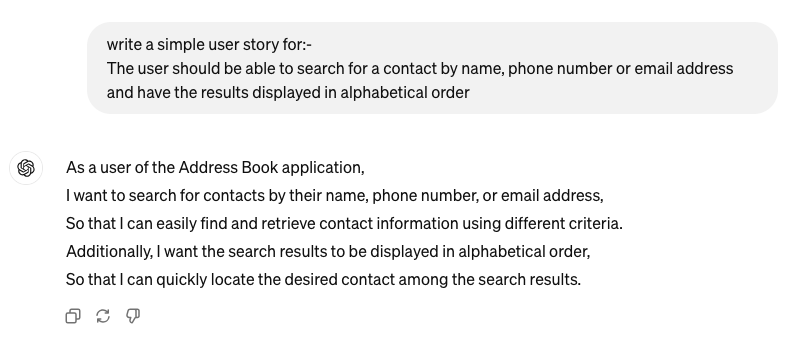 write a simple user story for:-
The user should be able to search for a contact by name, phone number or email address
and have the results displayed in alphabetical order
As a user of the Address Book application,
I want to search for contacts by their name, phone number, or email address,
So that I can easily find and retrieve contact information using different criteria.
Additionally, I want the search results to be displayed in alphabetical order,
So that I can quickly locate the desired contact among the search results.